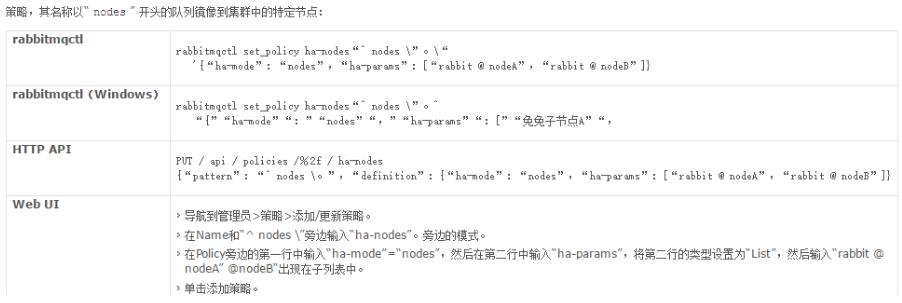 策略，其名称以“ nodes ”开头的队列镜像到集群中的特定节点：
rabbitmqctl
rabbitmqctl set_policy ha-nodes“^ nodes \”。\“
'{“ha-mode”：“nodes”，“ha-params”：[“rabbit @ nodeA”，“rabbit @ nodeB”]}
rabbitmqctl (Windows)
rabbitmqctl set_policy ha-nodes“^ nodes \”。^
“{”“ha-mode”“：”“nodes”“，”“ha-params”“：[”“兔兔子节点A”“，
HTTP API
PUT / api / policies /%2f / ha-nodes
{“pattern”：“^ nodes \。”，“definition”：{“ha-mode”：“nodes”，“ha-params”：[“rabbit @ nodeA”，“rabbit @ nodeB”]}
Web UI
› 导航到管理员>策略>添加/更新策略。
› 在Name和“^ nodes \”旁边输入“ha-nodes”。旁边的模式。
› 在Policy旁边的第一行中输入“ha-mode”=“nodes”，然后在第二行中输入“ha-params”，将第二行的类型设置为“List”，然后输入“rabbit @
nodeA” @nodeB“出现在子列表中。
› 单击添加策略。